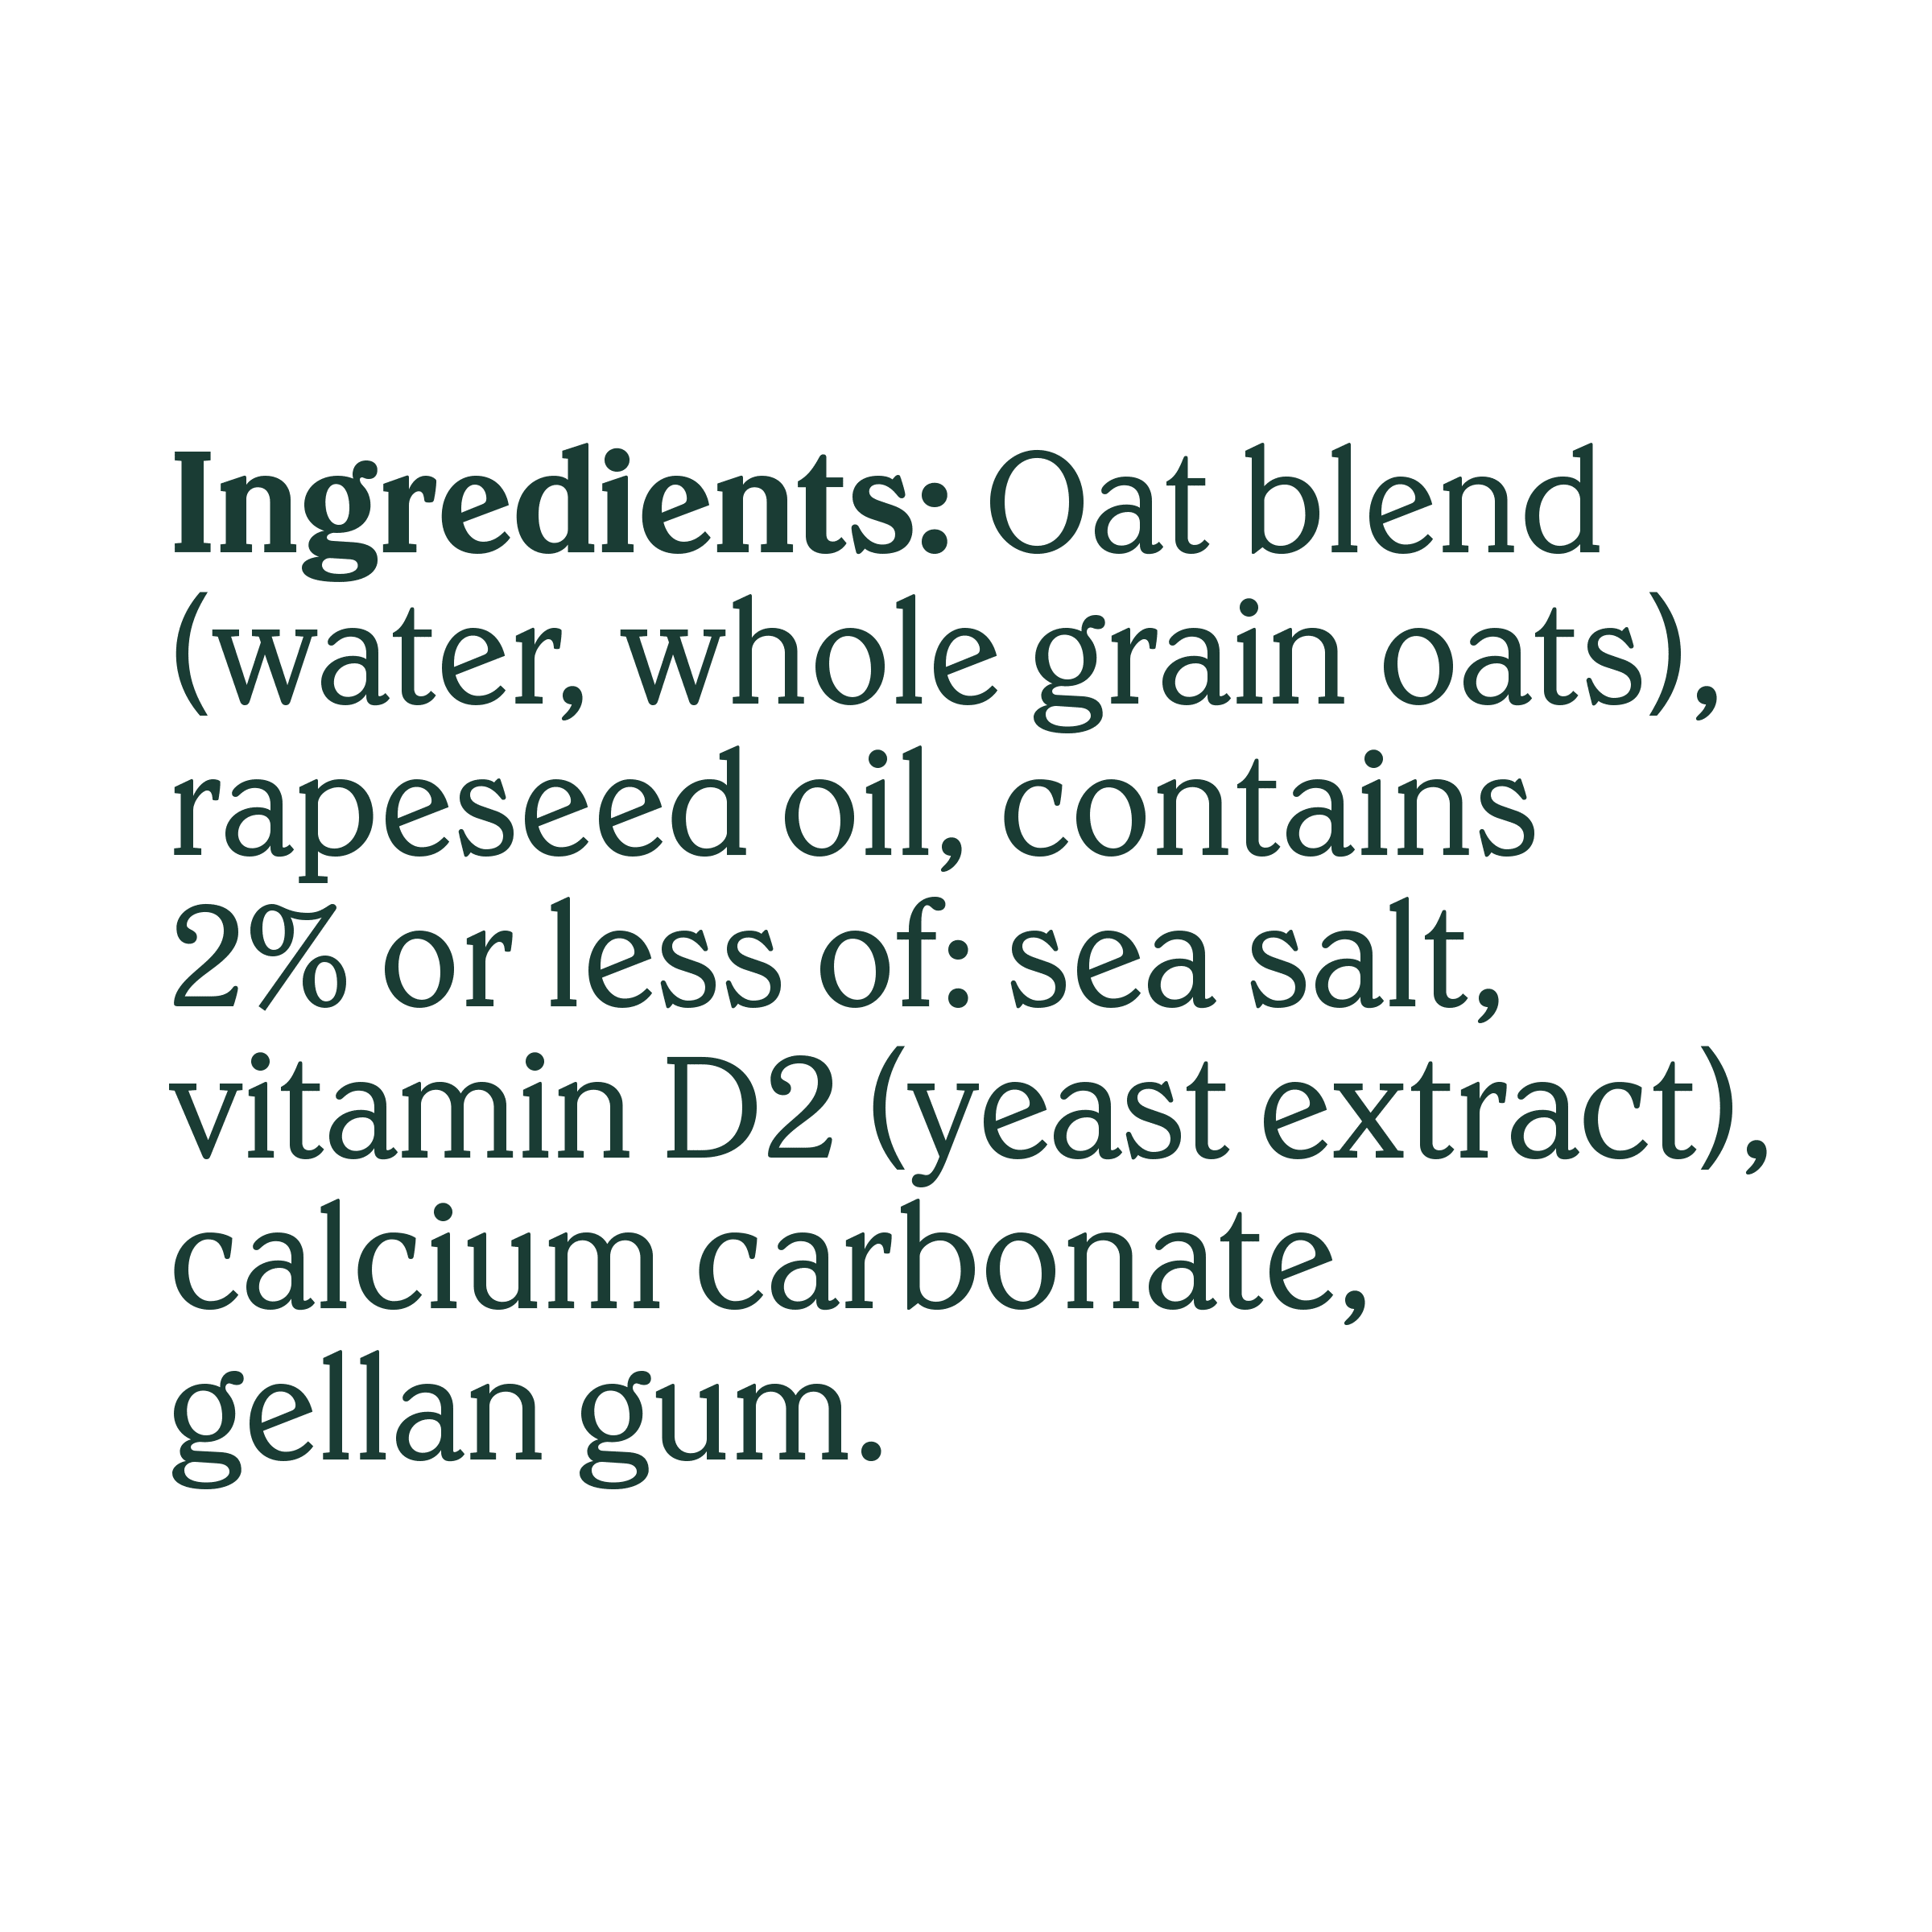 Ingredients: Oat blend
(water, whole grain oats),
rapeseed oil, contains
2% or less of: sea salt,
vitamin D2 (yeast extract),
calcium carbonate,
gellan gum.